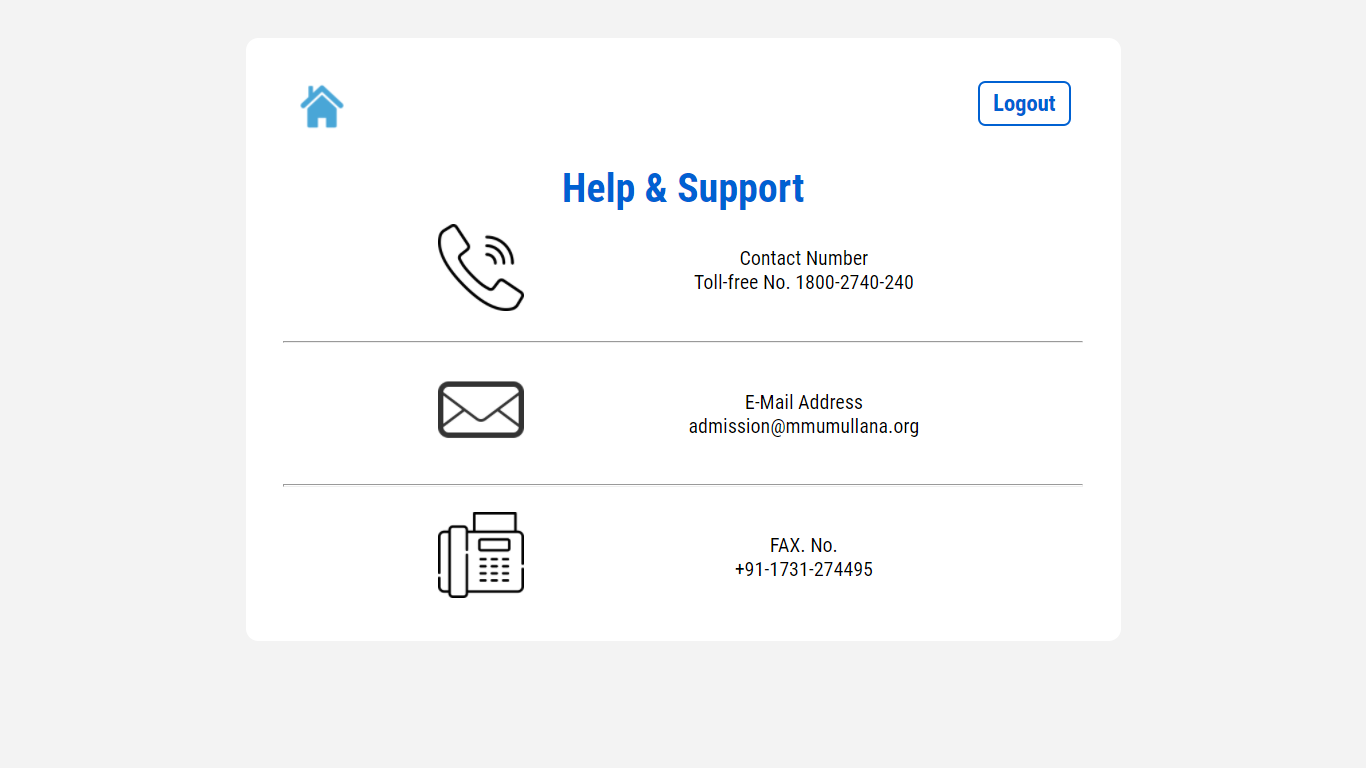 Logout
Help & Support
Contact Number
Toll-free No. 1800-2740-240
E-Mail Address
admission@mmumullana.org
FAX. No.
+91-1731-274495